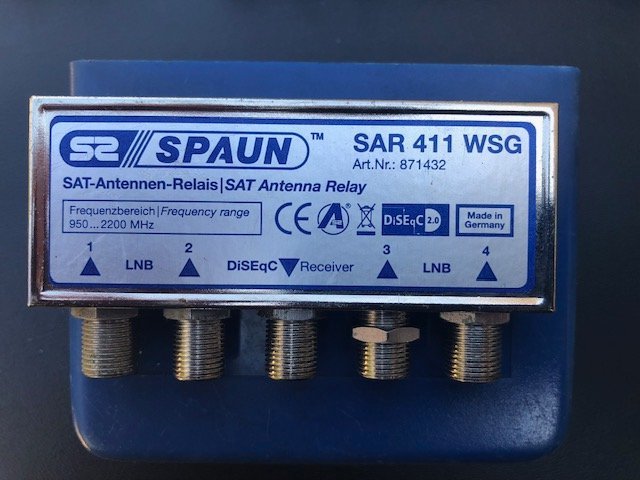 SPAUN™
SAR 411 WSG
Art.Nr.: 871432
SAT-Antennen-Relais|SAT Antenna Relay
Frequenzbereich|Frequency range
950...2200 MHz
CE
DiSEqC 2.0
Made in
Germany
1 LNB 2 DiSEqC Receiver 3 LNB 4